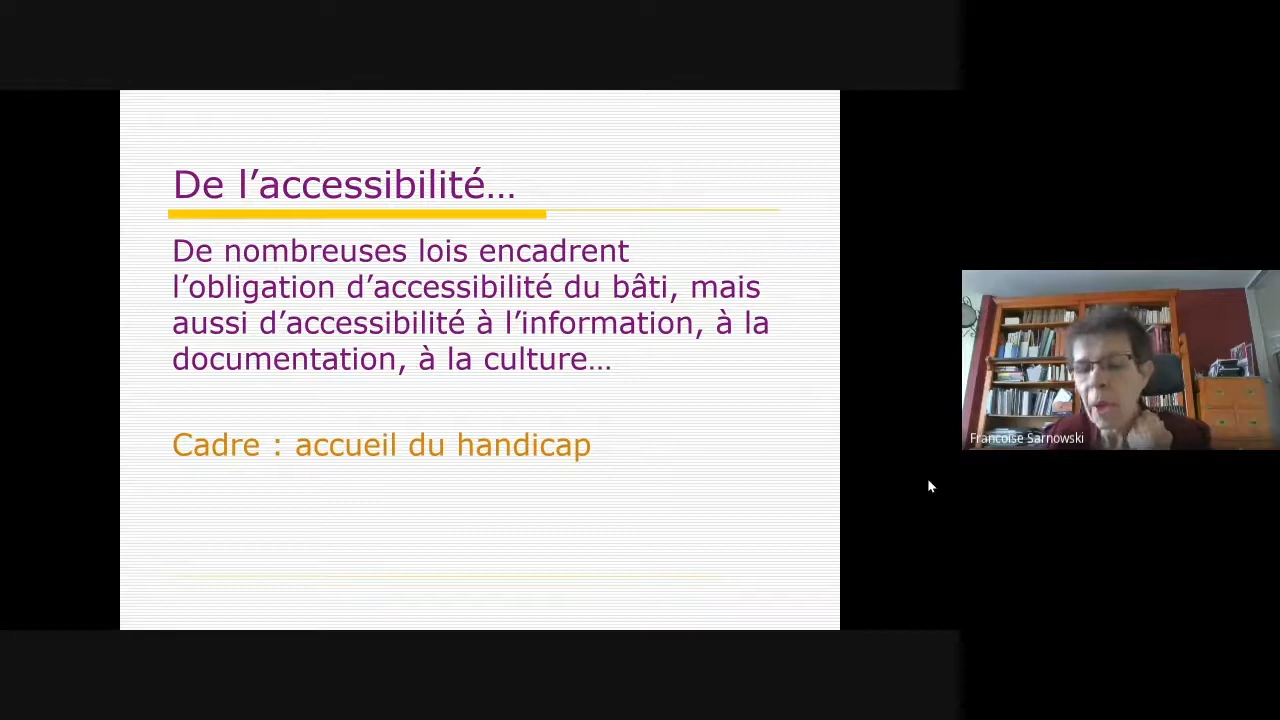 De l’accessibilité…
De nombreuses lois encadrent
l’obligation d’accessibilité du bâti, mais
aussi d’accessibilité à l’information, à la
documentation, à la culture…
Cadre : accueil du handicap
Francoise Sarnowski